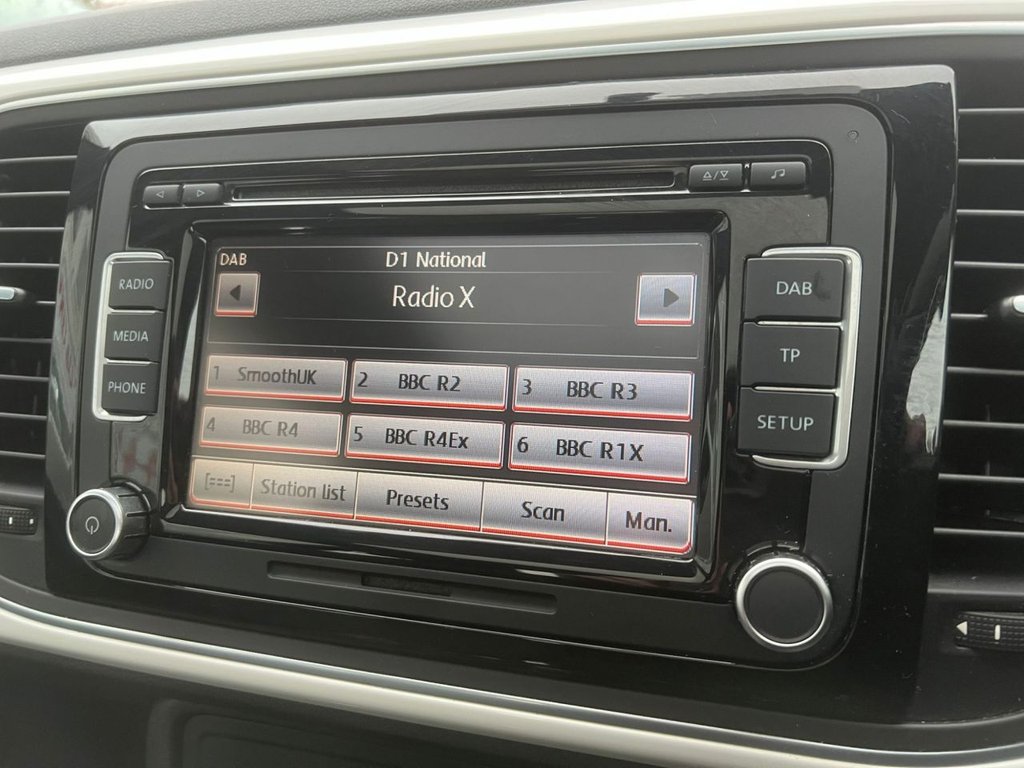 DAB
D1 National
Radio X
1 SmoothUK
2 BBC R2
3 BBC R3
4 BBC R4
5 BBC R4Ex
6 BBC R1X
Station list
Presets
Scan
Man.
RADIO
MEDIA
PHONE
DAB
TP
SETUP